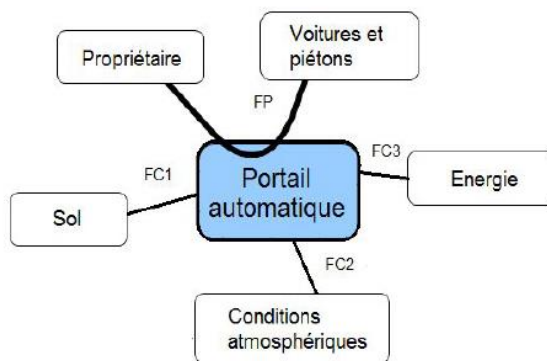 Propriétaire
Voitures et
piétons
FP
FC1
FC3
Portail
automatique
Energie
Sol
FC2
Conditions
atmosphériques